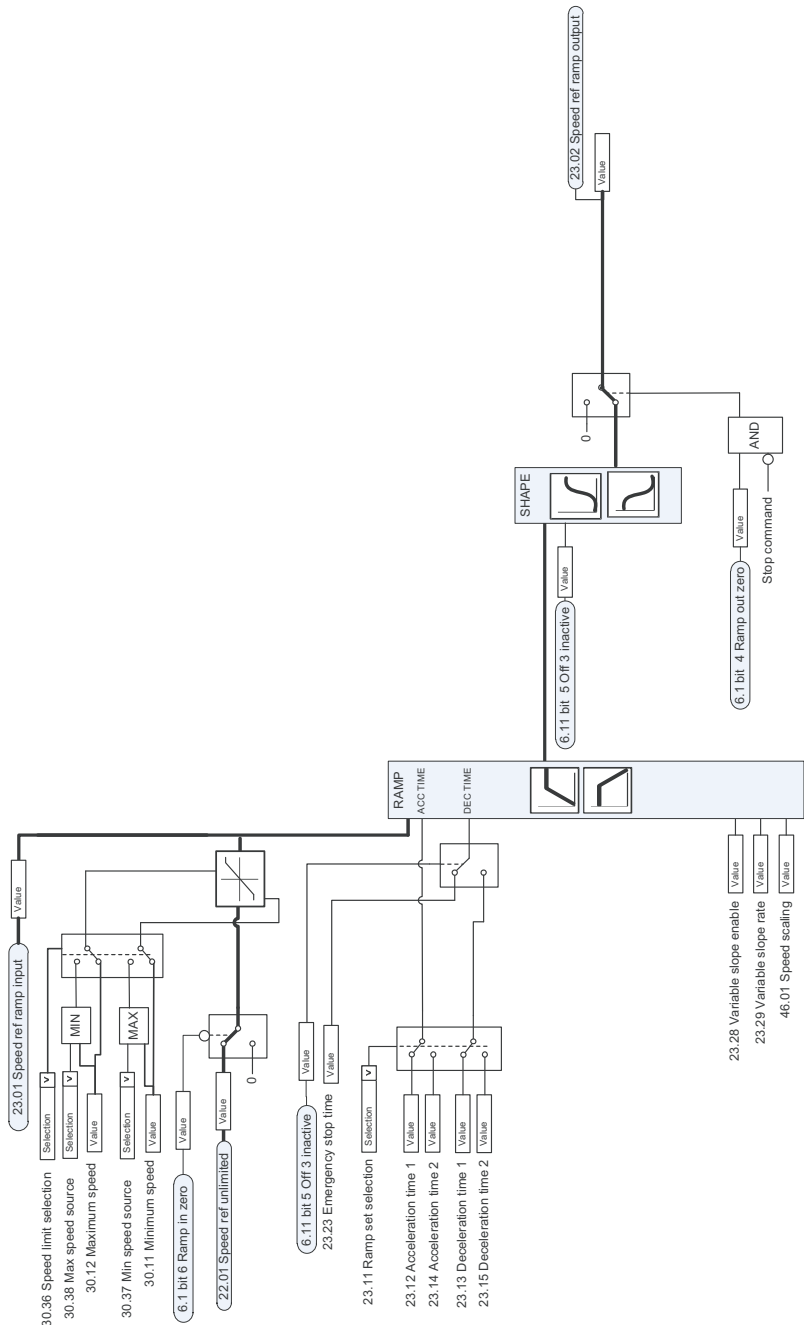 23.01 Speed ref ramp input
Value
30.36 Speed limit selection
Selection
v
30.38 Max speed source
Selection
v
MIN
30.12 Maximum speed
Value
30.37 Min speed source
Selection
v
MAX
30.11 Minimum speed
Value
6.1 bit 6 Ramp in zero
Value
22.01 Speed ref unlimited
Value
0
6.11 bit 5 Off 3 inactive
Value
23.23 Emergency stop time
Value
23.11 Ramp set selection
Selection
v
23.12 Acceleration time 1
Value
23.14 Acceleration time 2
Value
23.13 Deceleration time 1
Value
23.15 Deceleration time 2
Value
RAMP
ACC TIME
DEC TIME
23.28 Variable slope enable
Value
23.29 Variable slope rate
Value
46.01 Speed scaling
Value
SHAPE
6.11 bit 5 Off 3 inactive
Value
0
6.1 bit 4 Ramp out zero
Value
AND
Stop command
23.02 Speed ref ramp output
Value